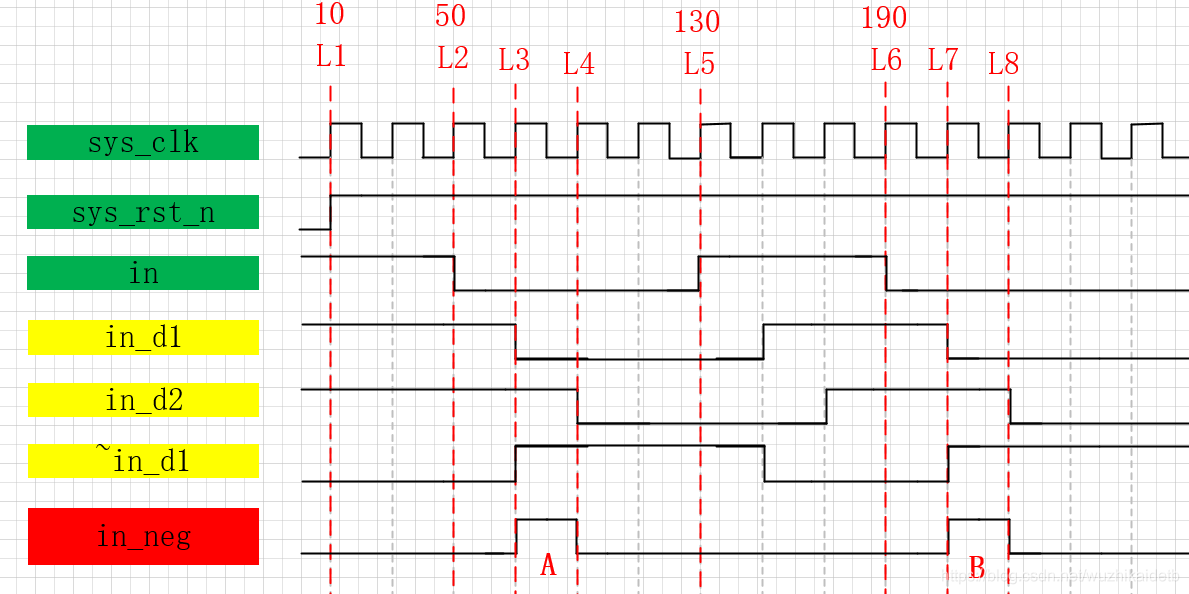 10 50 130 190
L1 L2 L3 L4 L5 L6 L7 L8
sys_clk
sys_rst_n
in
in_d1
in_d2
~in_d1
in_neg
A B
https://blog.csdn.net/wuzhikaidetb